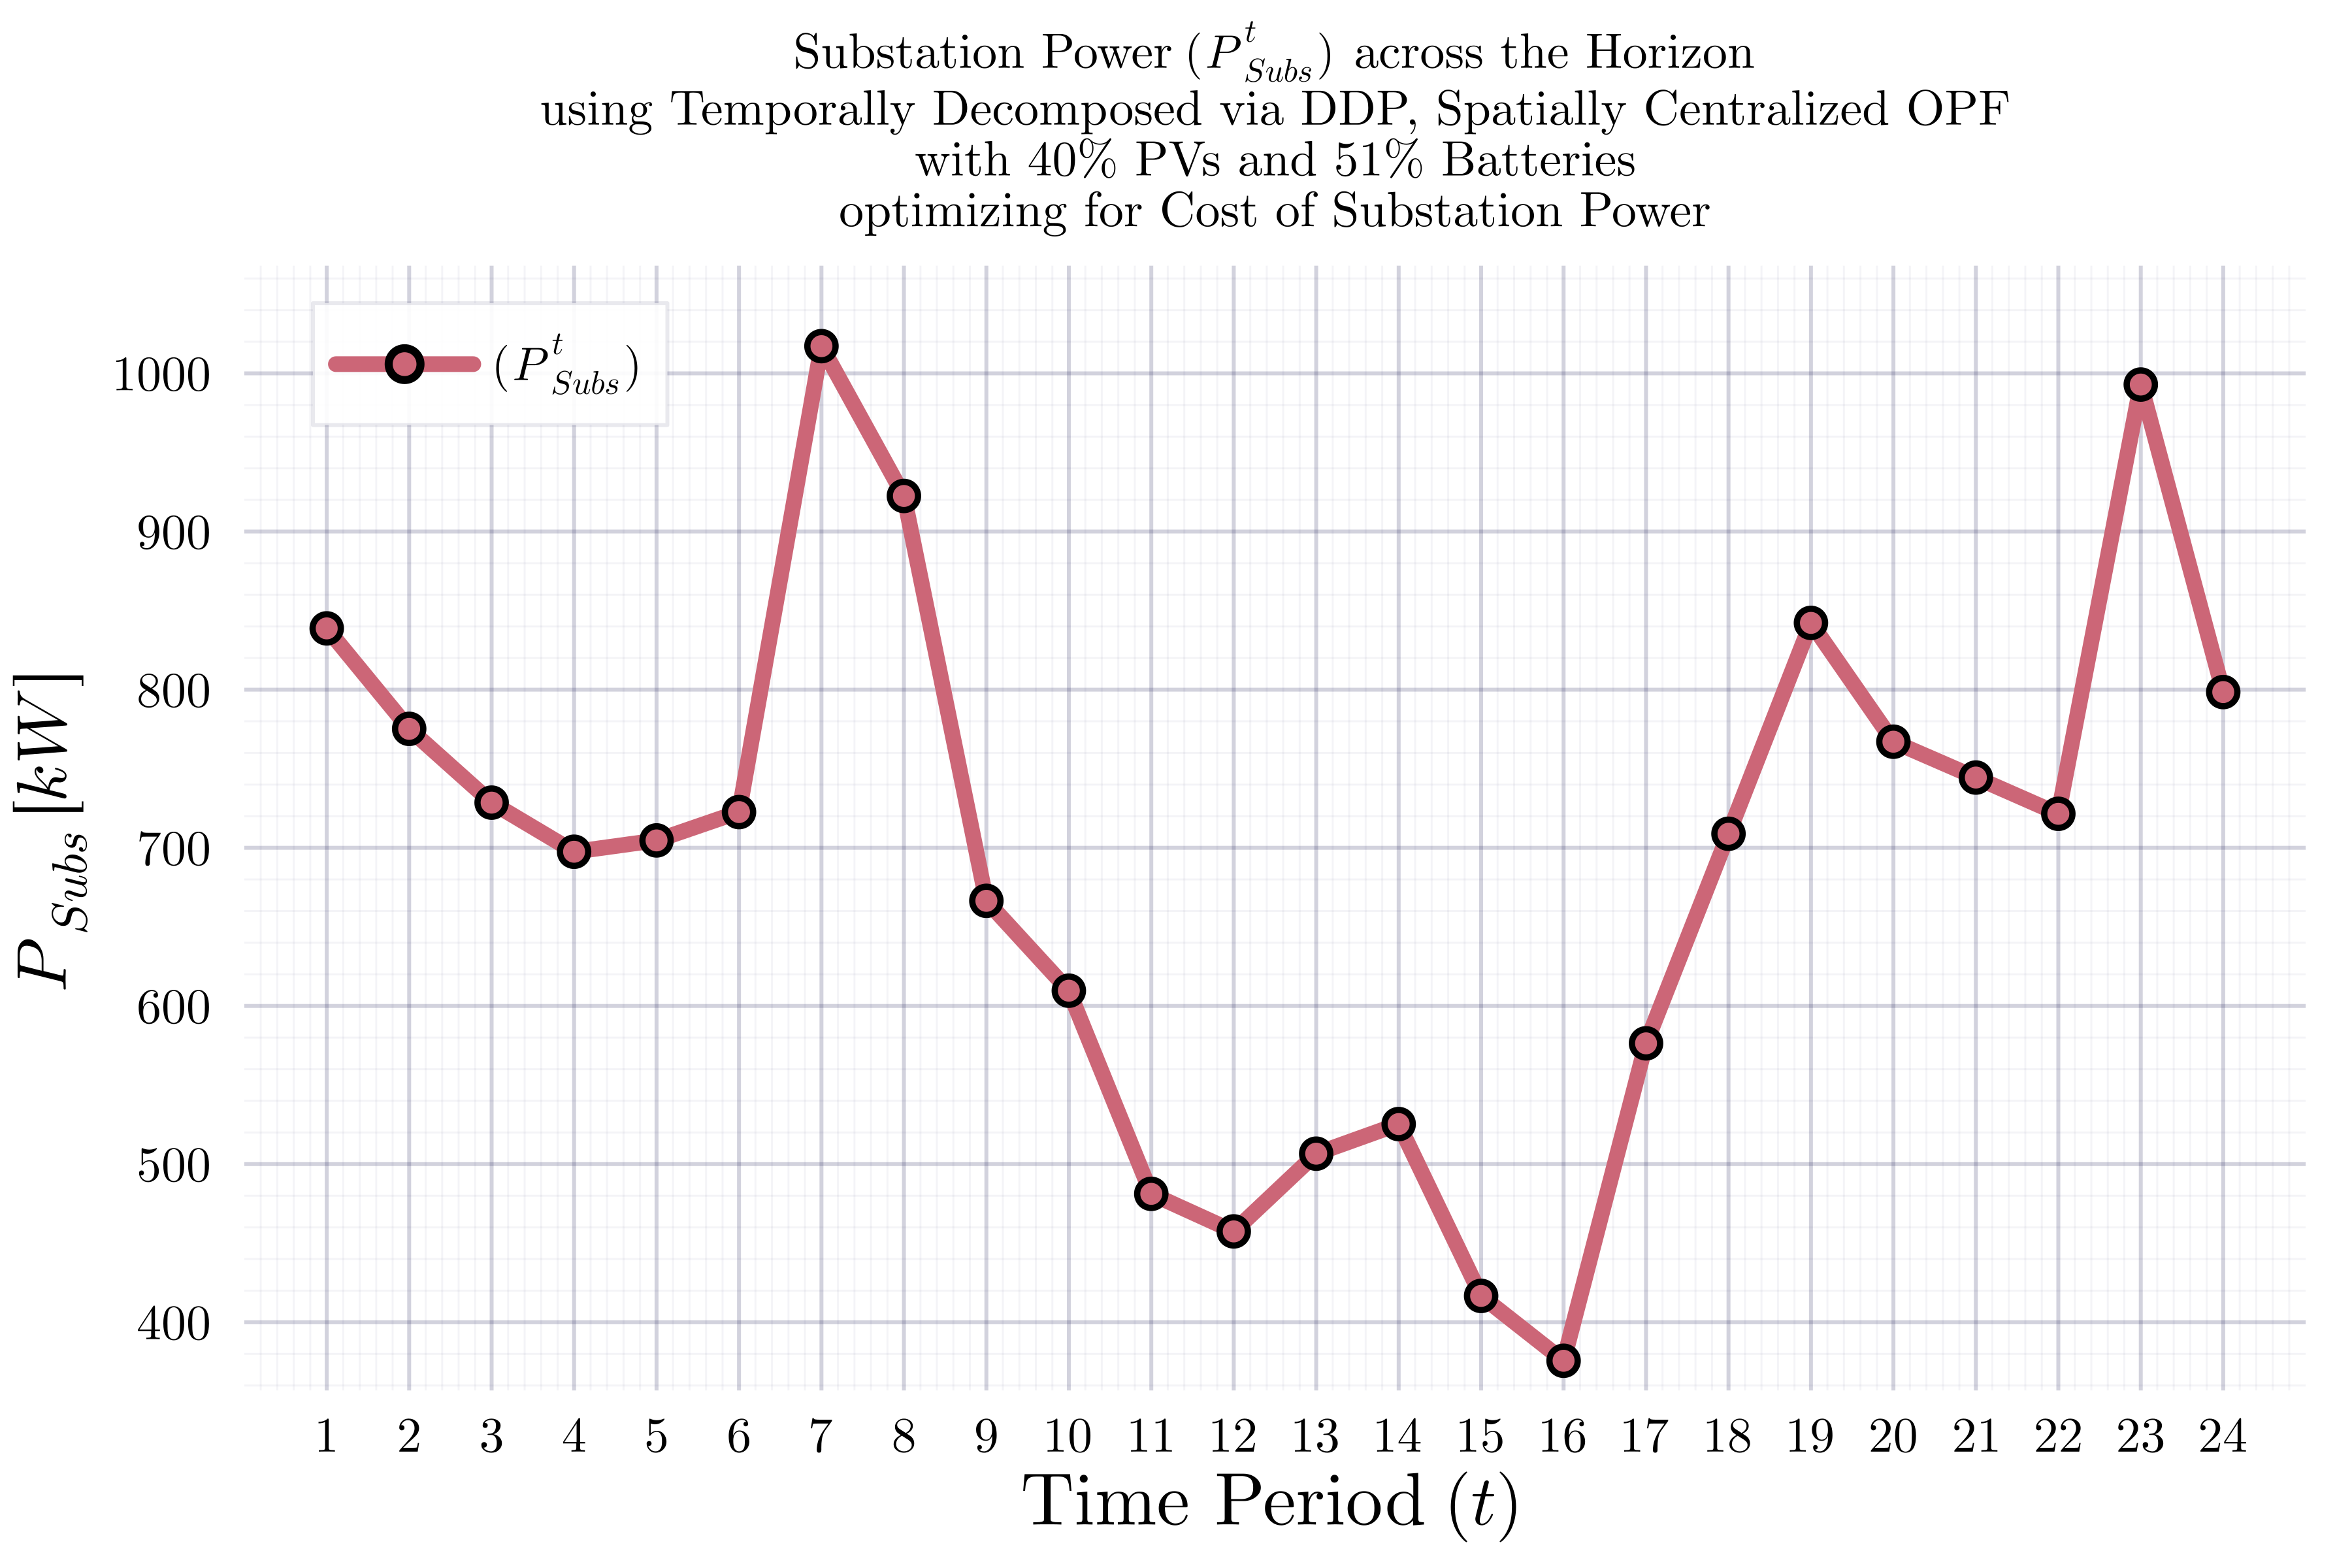 Substation Power (P^t_Subs) across the Horizon
using Temporally Decomposed via DDP, Spatially Centralized OPF
with 40% PVs and 51% Batteries
optimizing for Cost of Substation Power
(P^t_Subs)
P_Subs [kW]
1000
900
800
700
600
500
400
1 2 3 4 5 6 7 8 9 10 11 12 13 14 15 16 17 18 19 20 21 22 23 24
Time Period (t)